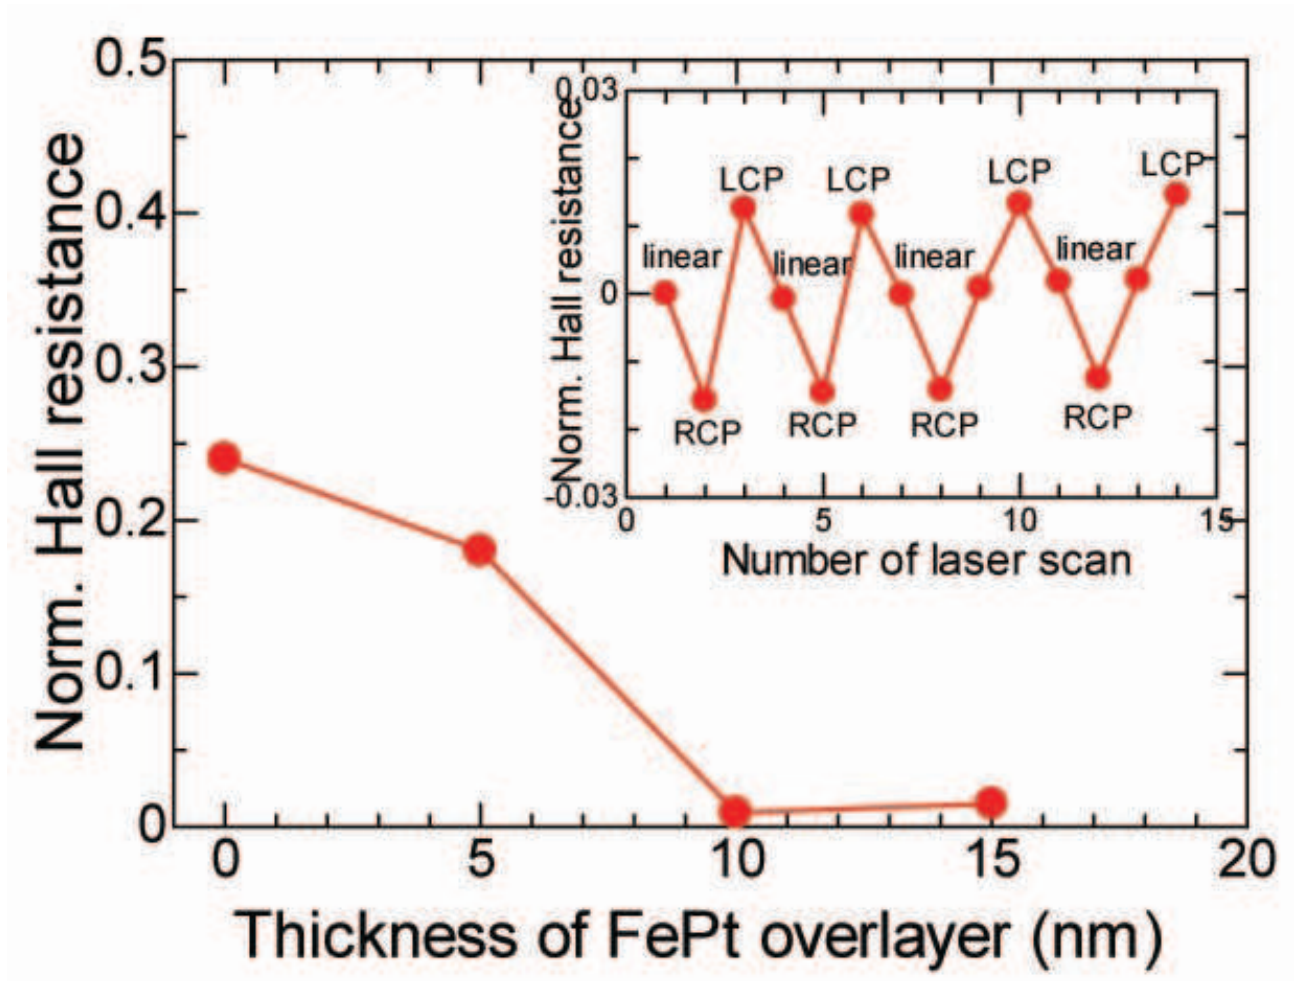 0.5
0.4
0.3
0.2
0.1
0
Norm. Hall resistance
0 5 10 15 20
Thickness of FePt overlayer (nm)
0.03
0
-0.03
Norm. Hall resistance
LCP LCP LCP LCP
linear linear linear linear
RCP RCP RCP RCP
0 5 10 15
Number of laser scan